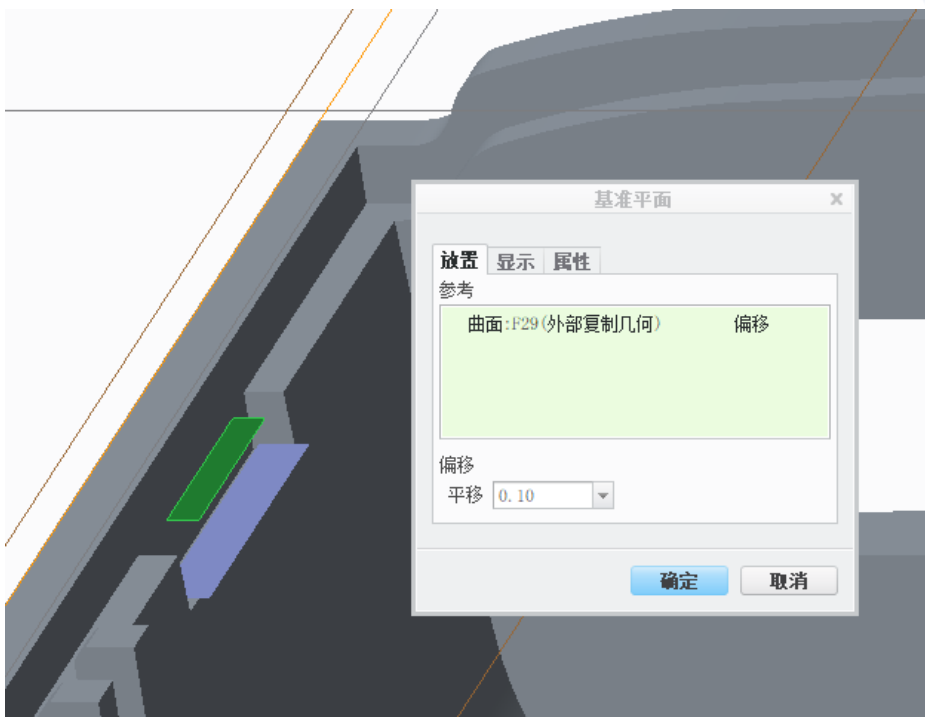 基准平面
放置 显示 属性
参考
曲面:F29(外部复制几何) 偏移
偏移
平移 0.10
确定 取消